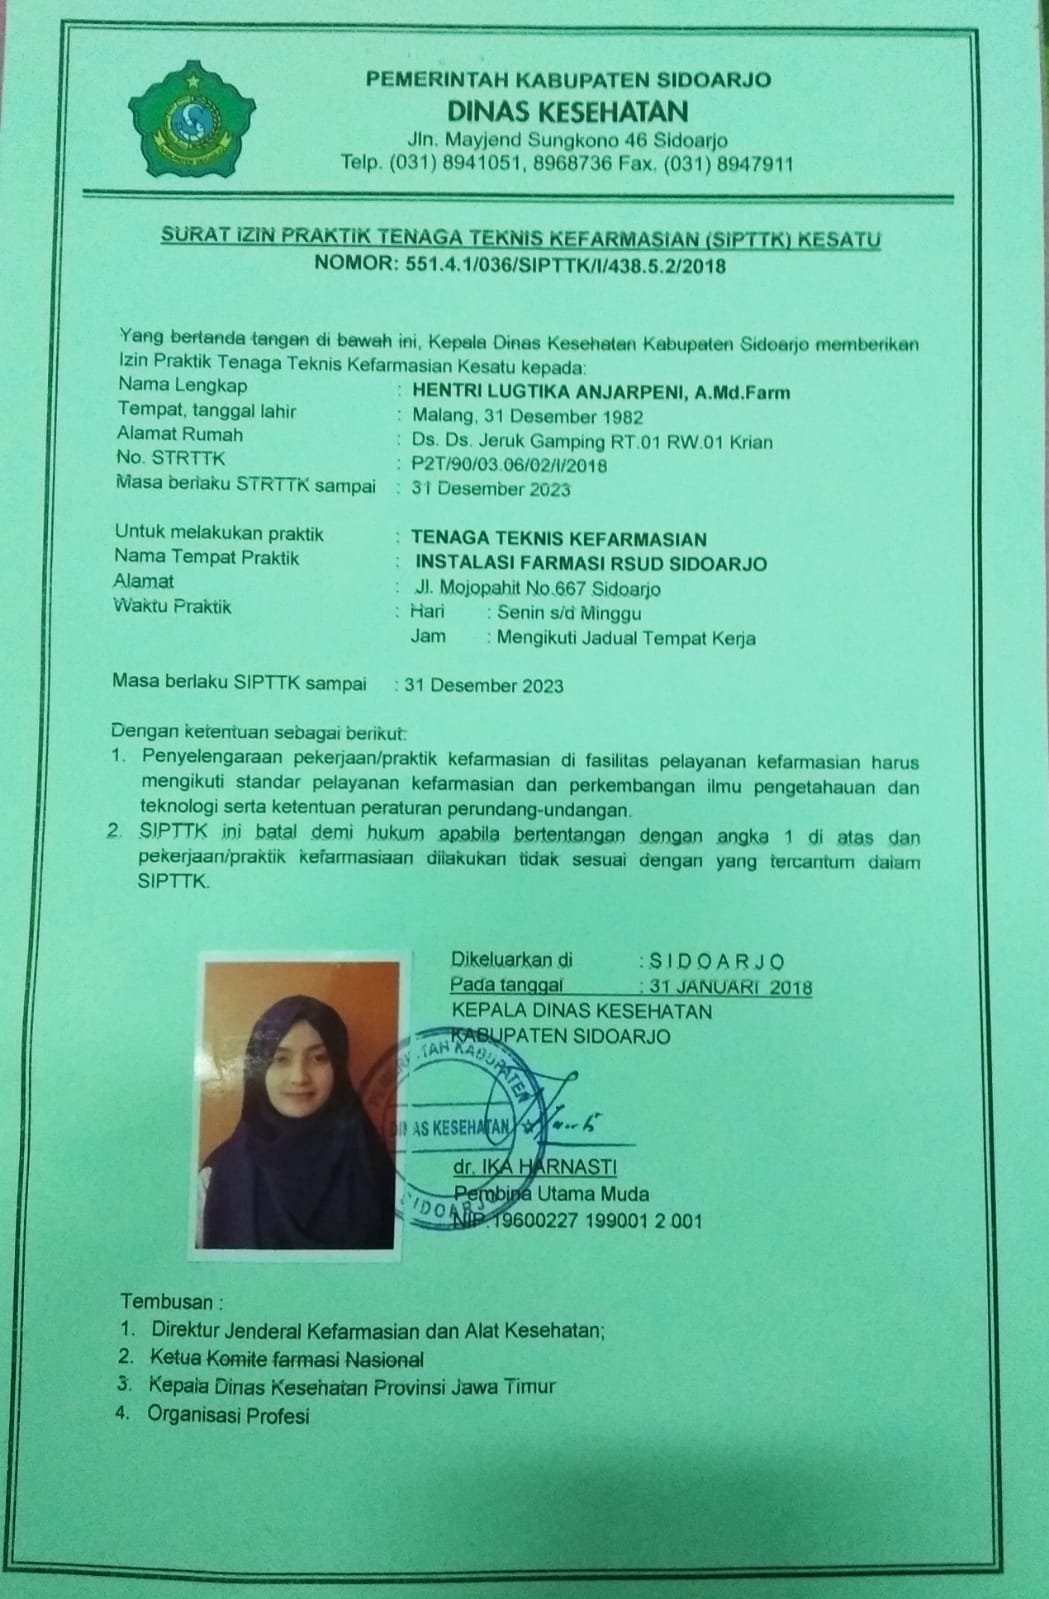 PEMERINTAH KABUPATEN SIDOARJO
DINAS KESEHATAN
Jln. Mayjend Sungkono 46 Sidoarjo
Telp. (031) 8941051, 8968736 Fax. (031) 8947911
SURAT IZIN PRAKTIK TENAGA TEKNIS KEFARMASIAN (SIPTTK) KESATU
NOMOR: 551.4.1/036/SIPTTK/I/438.5.2/2018
Yang bertanda tangan di bawah ini, Kepala Dinas Kesehatan Kabupaten Sidoarjo memberikan
Izin Praktik Tenaga Teknis Kefarmasian Kesatu kepada:
Nama Lengkap : HENTRI LUGTIKA ANJARPENI, A.Md.Farm
Tempat, tanggal lahir : Malang, 31 Desember 1982
Alamat Rumah : Ds. Ds. Jeruk Gamping RT.01 RW.01 Krian
No. STRTTK : P2T/90/03.06/02/I/2018
Masa berlaku STRTTK sampai : 31 Desember 2023
Untuk melakukan praktik : TENAGA TEKNIS KEFARMASIAN
Nama Tempat Praktik : INSTALASI FARMASI RSUD SIDOARJO
Alamat : Jl. Mojopahit No.667 Sidoarjo
Waktu Praktik : Hari : Senin s/d Minggu
Jam : Mengikuti Jadual Tempat Kerja
Masa berlaku SIPTTK sampai : 31 Desember 2023
Dengan ketentuan sebagai berikut:
1. Penyelengaraan pekerjaan/praktik kefarmasian di fasilitas pelayanan kefarmasian harus
mengikuti standar pelayanan kefarmasian dan perkembangan ilmu pengetahauan dan
teknologi serta ketentuan peraturan perundang-undangan.
2. SIPTTK ini batal demi hukum apabila bertentangan dengan angka 1 di atas dan
pekerjaan/praktik kefarmasiaan dilakukan tidak sesuai dengan yang tercantum dalam
SIPTTK.
Dikeluarkan di : SIDOARJO
Pada tanggal : 31 JANUARI 2018
KEPALA DINAS KESEHATAN
KABUPATEN SIDOARJO
PEMERINTAH KABUPATEN
DINAS KESEHATAN
SIDOARJO
dr. IKA HARNASTI
Pembina Utama Muda
NIP.19600227 199001 2 001
Tembusan :
1. Direktur Jenderal Kefarmasian dan Alat Kesehatan;
2. Ketua Komite farmasi Nasional
3. Kepala Dinas Kesehatan Provinsi Jawa Timur
4. Organisasi Profesi